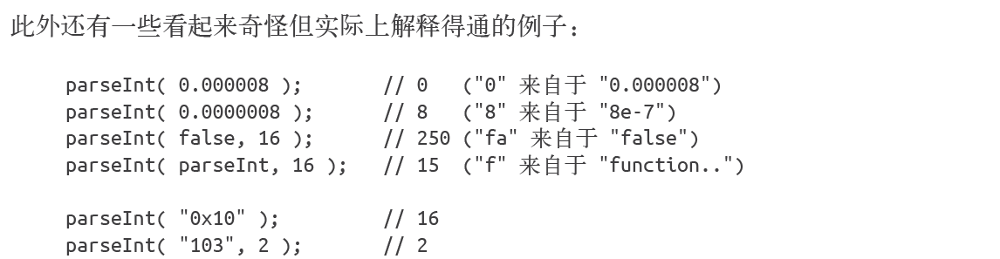 此外还有一些看起来奇怪但实际上解释得通的例子：
parseInt( 0.000008 ); // 0 ("0" 来自于 "0.000008")
parseInt( 0.0000008 ); // 8 ("8" 来自于 "8e-7")
parseInt( false, 16 ); // 250 ("fa" 来自于 "false")
parseInt( parseInt, 16 ); // 15 ("f" 来自于 "function..")
parseInt( "0x10" ); // 16
parseInt( "103", 2 ); // 2